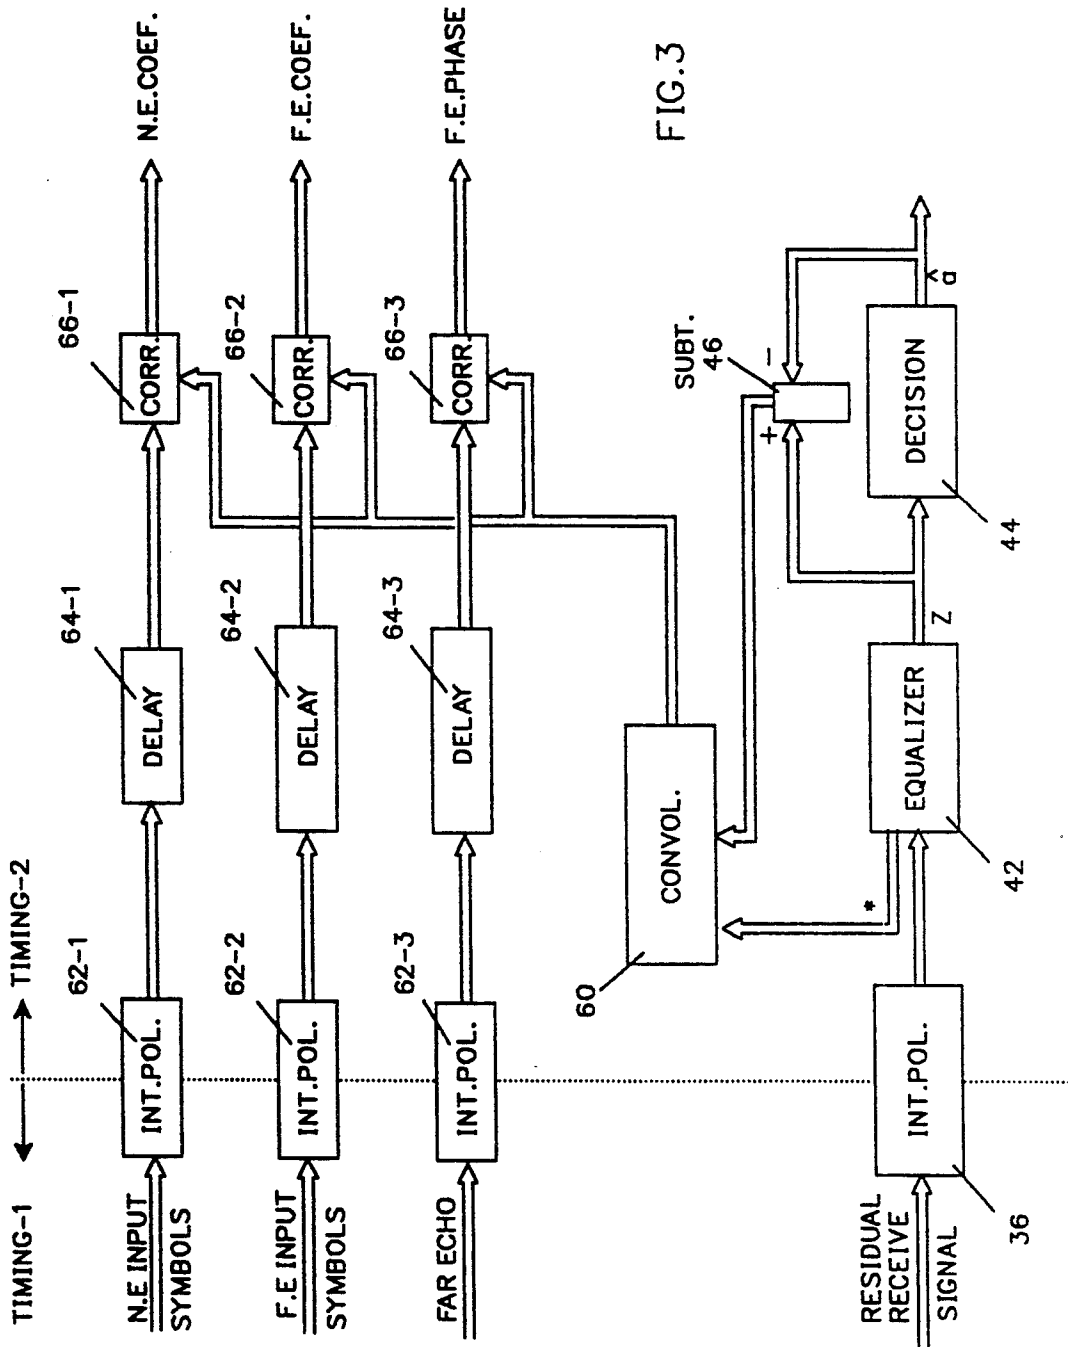 TIMING-1
TIMING-2
N.E INPUT
SYMBOLS
INT.POL.
62-1
DELAY
64-1
CORR.
66-1
N.E.COEF.
F.E INPUT
SYMBOLS
INT.POL.
62-2
DELAY
64-2
CORR.
66-2
F.E.COEF.
FAR ECHO
INT.POL.
62-3
DELAY
64-3
CORR.
66-3
F.E.PHASE
CONVOL.
60
SUBT.
46
+
-
FIG.3
RESIDUAL
RECEIVE
SIGNAL
INT.POL.
36
*
EQUALIZER
42
Z
DECISION
44
â